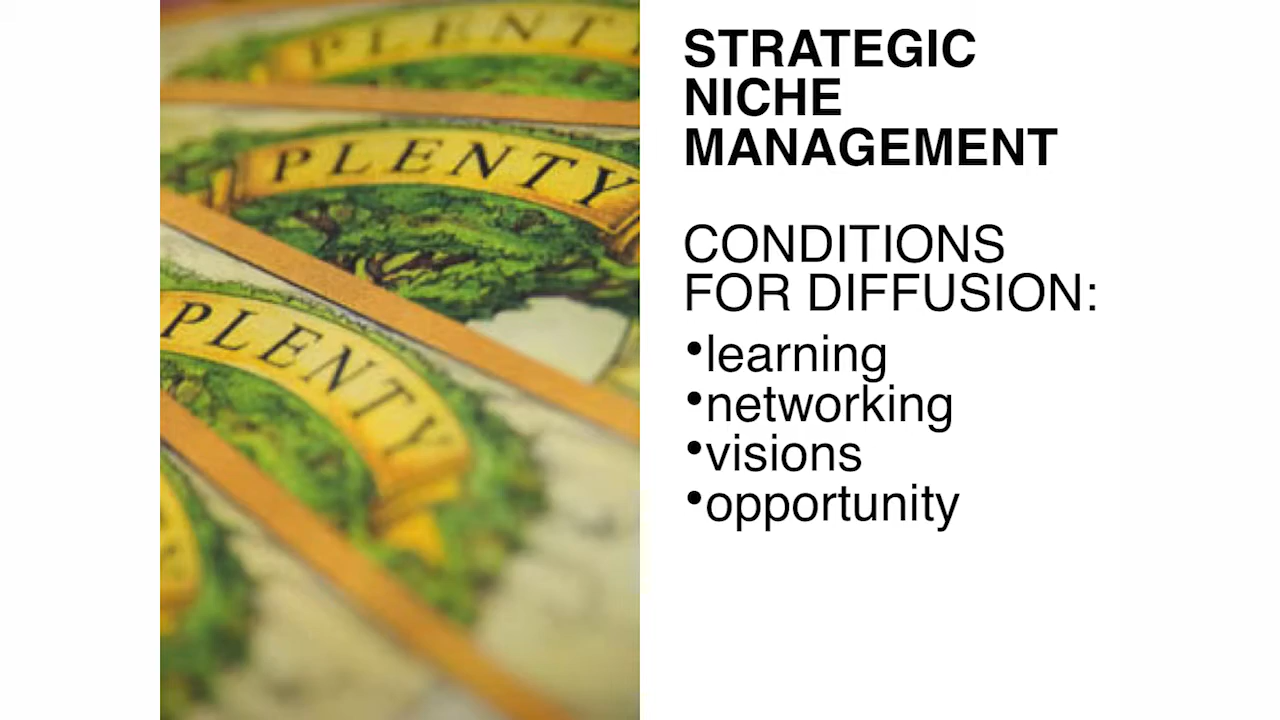 PLENTY
PLENTY
PLENTY
STRATEGIC
NICHE
MANAGEMENT
CONDITIONS
FOR DIFFUSION:
•learning
•networking
•visions
•opportunity